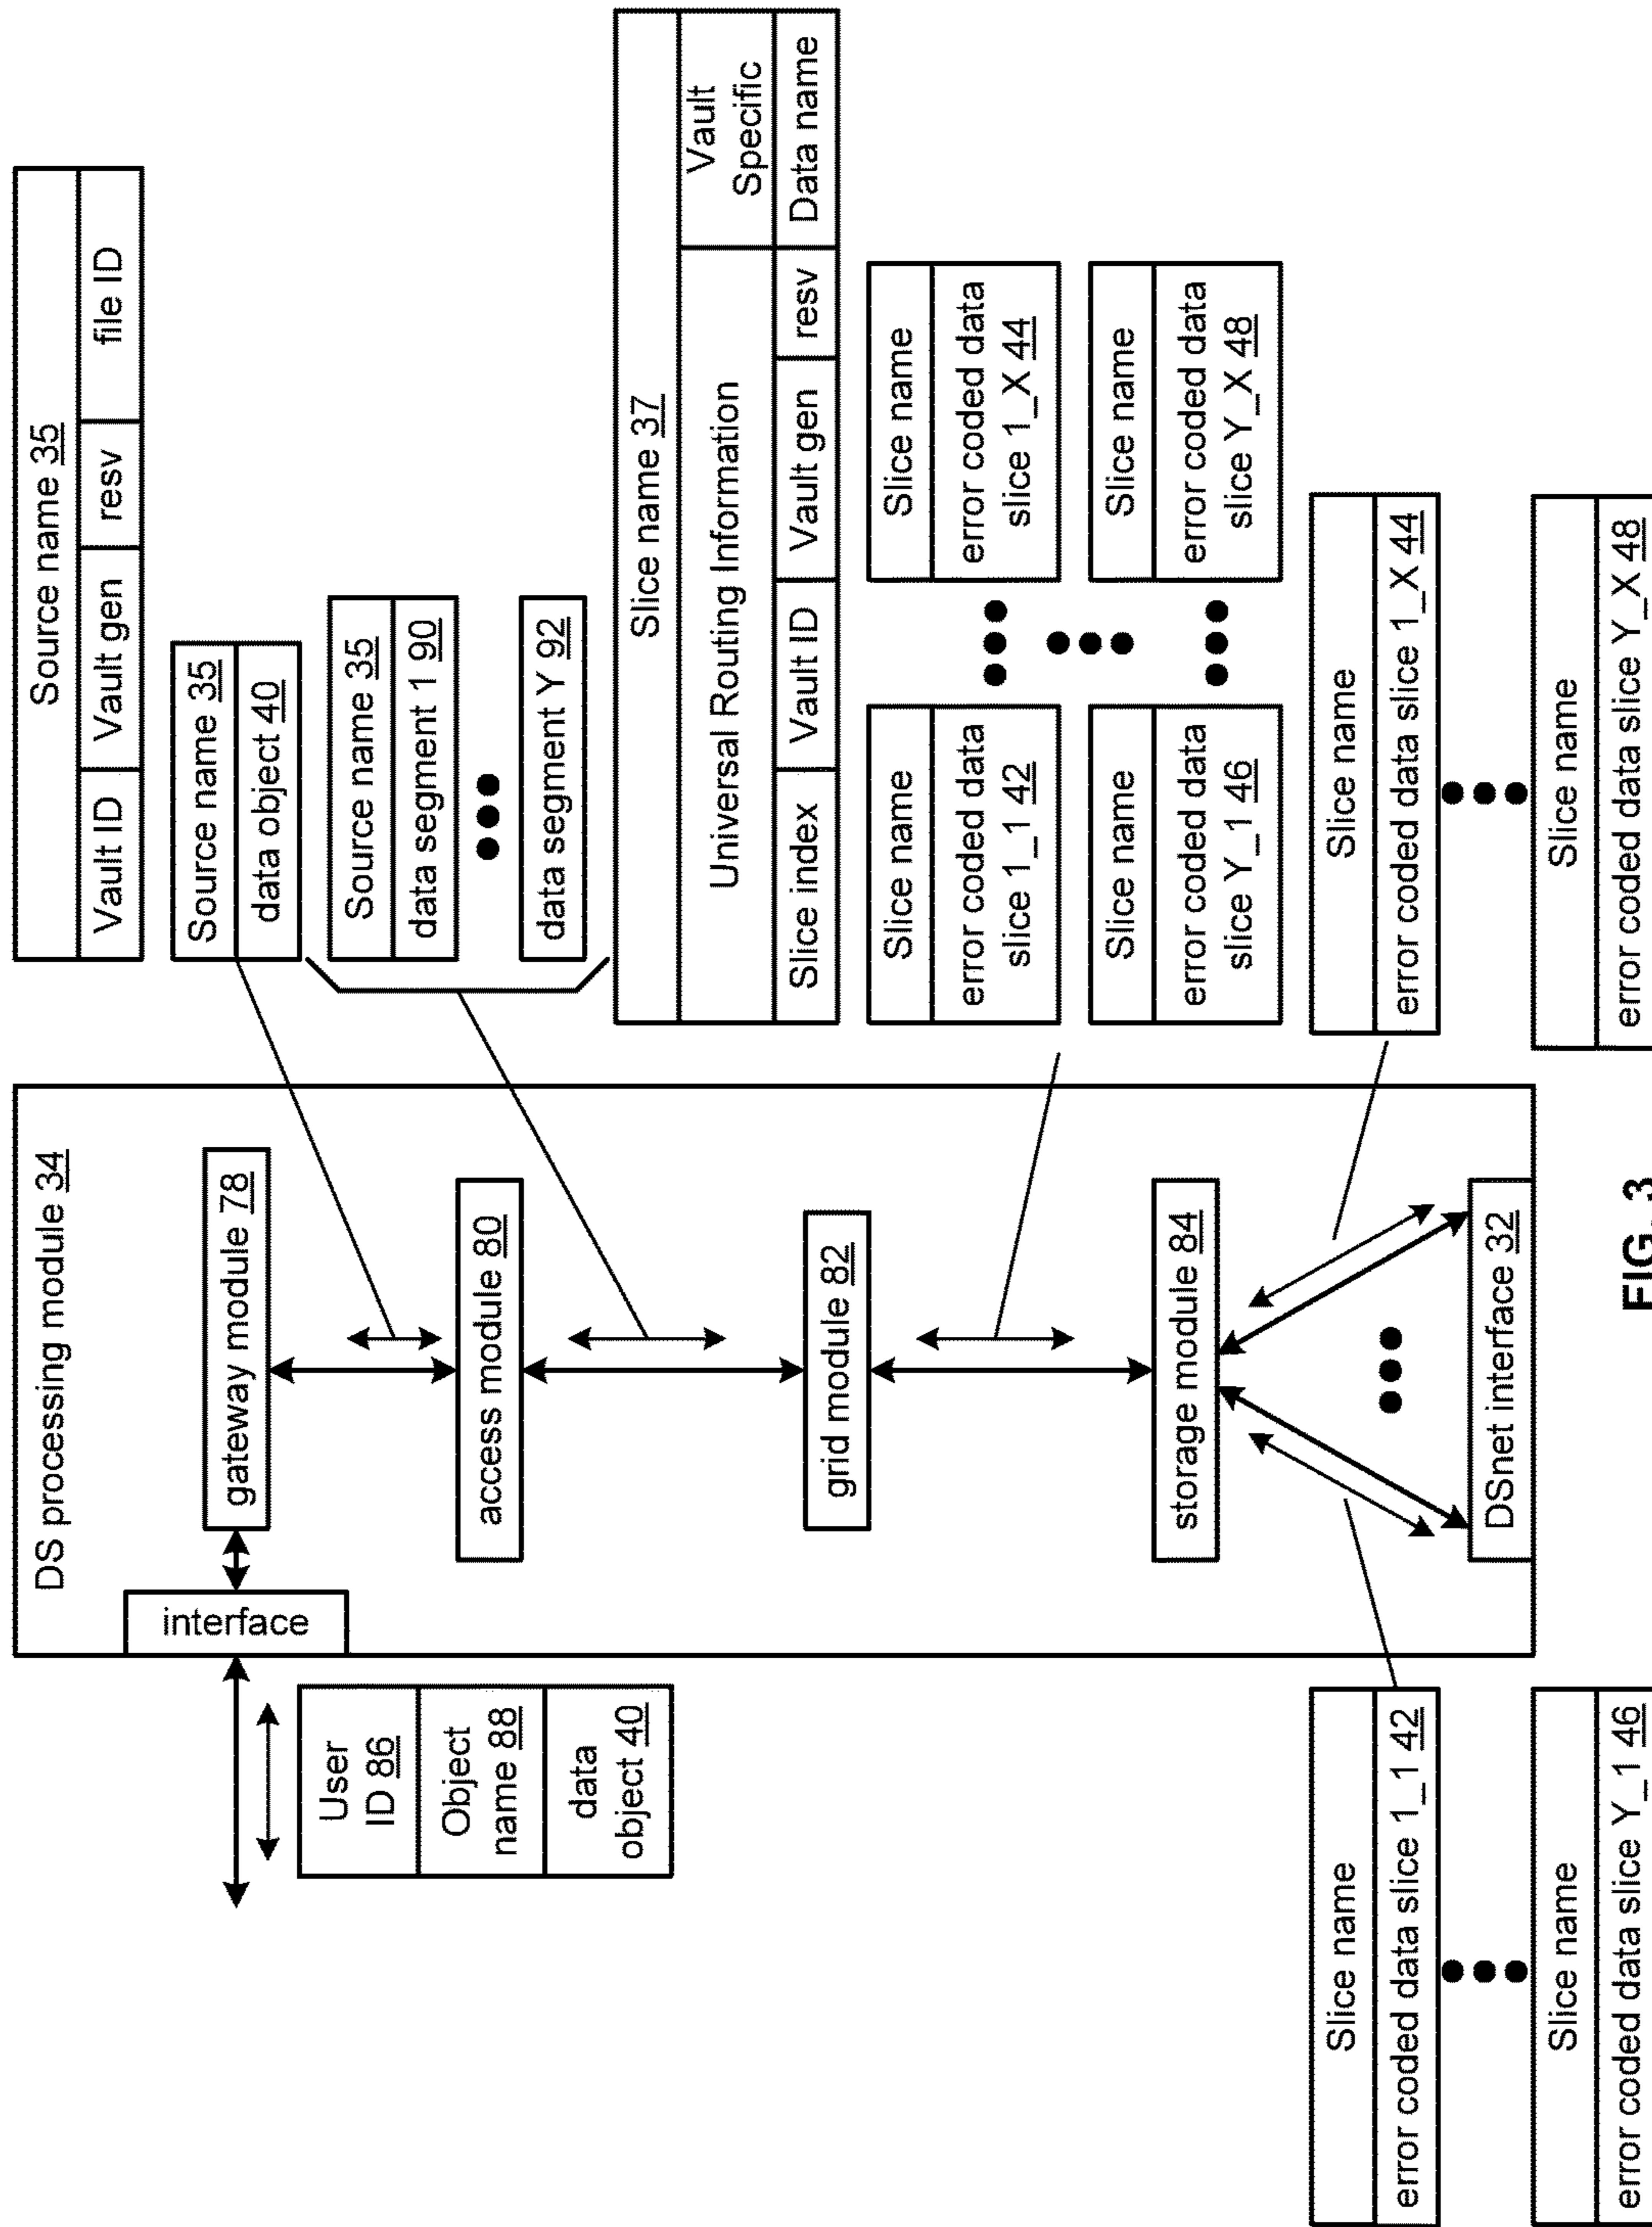 DS processing module 34
interface
gateway module 78
access module 80
grid module 82
storage module 84
DSnet interface 32
User
ID 86
Object
name 88
data
object 40
Source name 35
Vault ID
Vault gen
resv
file ID
Source name 35
data object 40
Source name 35
data segment 1 90
data segment Y 92
Slice name 37
Universal Routing Information
Vault
Specific
Slice index
Vault ID
Vault gen
resv
Data name
Slice name
error coded data
slice 1_1 42
Slice name
error coded data
slice 1_X 44
Slice name
error coded data
slice Y_1 46
Slice name
error coded data
slice Y_X 48
Slice name
error coded data slice 1_1 42
Slice name
error coded data slice Y_1 46
Slice name
error coded data slice 1_X 44
Slice name
error coded data slice Y_X 48
FIG. 3